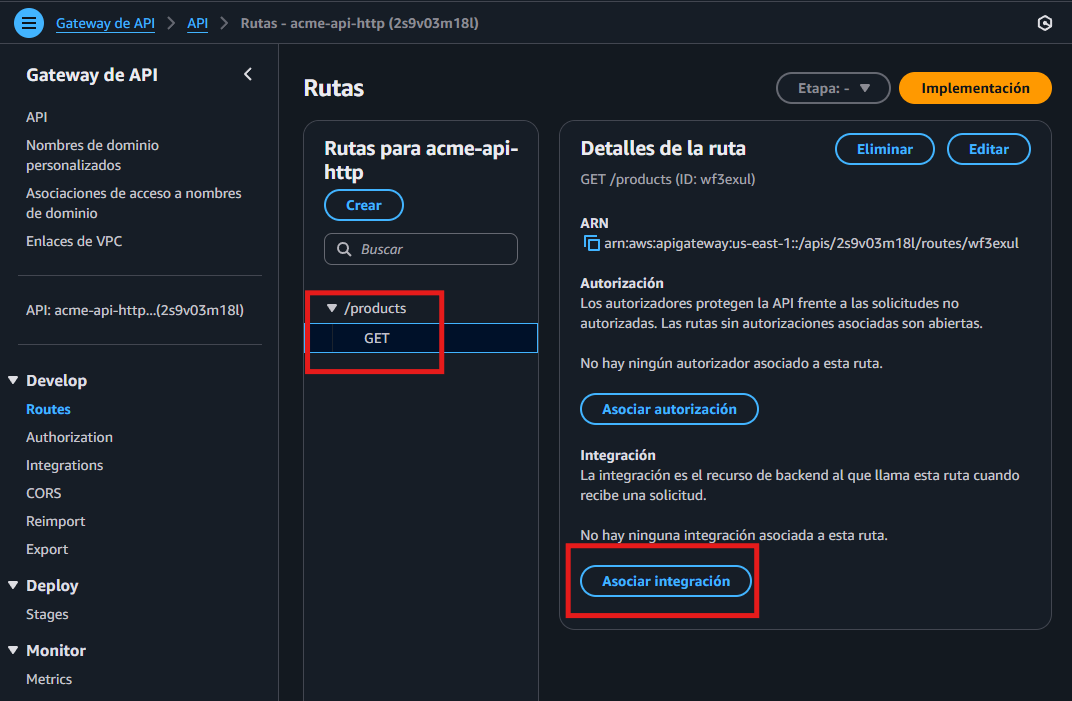 Gateway de API > API > Rutas - acme-api-http (2s9v03m18l)
Gateway de API
API
Nombres de dominio
personalizados
Asociaciones de acceso a nombres
de dominio
Enlaces de VPC
API: acme-api-http...(2s9v03m18l)
Develop
Routes
Authorization
Integrations
CORS
Reimport
Export
Deploy
Stages
Monitor
Metrics
Rutas
Etapa: -
Implementación
Rutas para acme-api-
http
Crear
Buscar
/products
GET
Detalles de la ruta
Eliminar
Editar
GET /products (ID: wf3exul)
ARN
arn:aws:apigateway:us-east-1::/apis/2s9v03m18l/routes/wf3exul
Autorización
Los autorizadores protegen la API frente a las solicitudes no
autorizadas. Las rutas sin autorizaciones asociadas son abiertas.
No hay ningún autorizador asociado a esta ruta.
Asociar autorización
Integración
La integración es el recurso de backend al que llama esta ruta cuando
recibe una solicitud.
No hay ninguna integración asociada a esta ruta.
Asociar integración